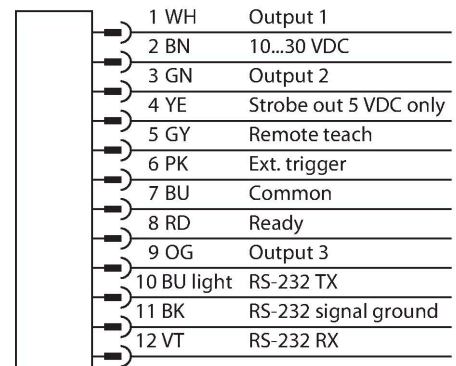 1 WH Output 1
2 BN 10...30 VDC
3 GN Output 2
4 YE Strobe out 5 VDC only
5 GY Remote teach
6 PK Ext. trigger
7 BU Common
8 RD Ready
9 OG Output 3
10 BU light RS-232 TX
11 BK RS-232 signal ground
12 VT RS-232 RX